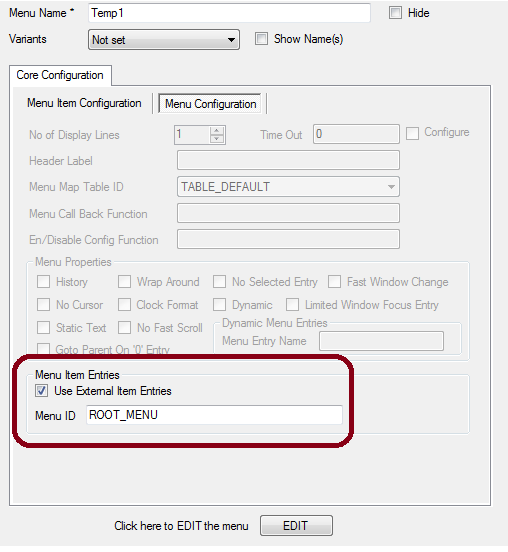 Menu Name * Temp1 Hide
Variants Not set Show Name(s)
Core Configuration
Menu Item Configuration Menu Configuration
No of Display Lines 1 Time Out 0 Configure
Header Label
Menu Map Table ID TABLE_DEFAULT
Menu Call Back Function
En/Disable Config Function
Menu Properties
History Wrap Around No Selected Entry Fast Window Change
No Cursor Clock Format Dynamic Limited Window Focus Entry
Static Text No Fast Scroll Dynamic Menu Entries
Goto Parent On '0' Entry Menu Entry Name
Menu Item Entries
Use External Item Entries
Menu ID ROOT_MENU
Click here to EDIT the menu EDIT